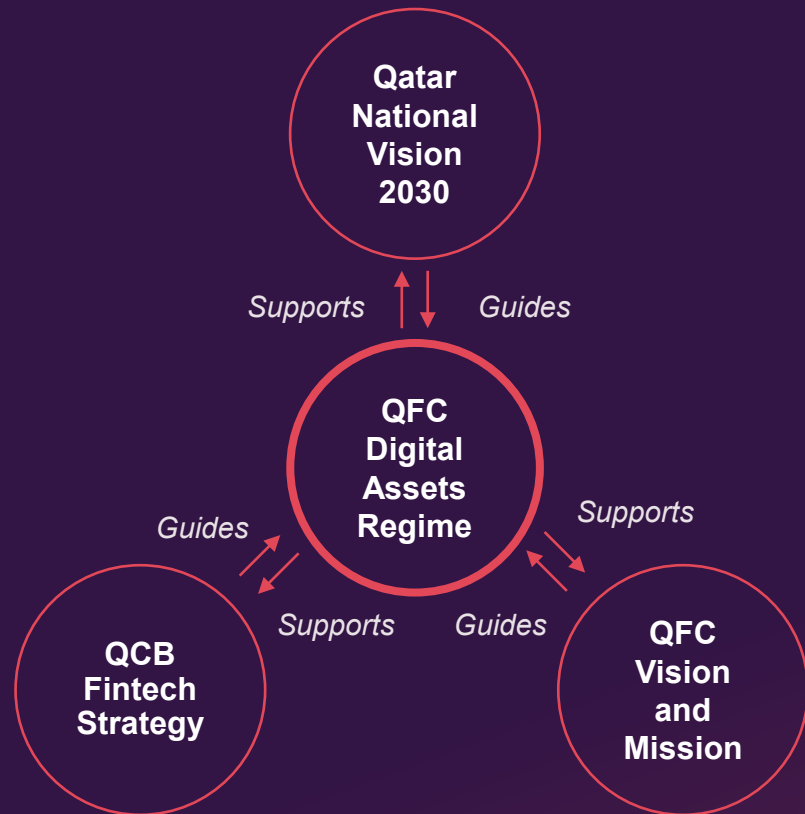 Qatar
National
Vision
2030
Supports
Guides
QFC
Digital
Assets
Regime
Guides
Supports
Supports
Guides
QCB
Fintech
Strategy
QFC
Vision
and
Mission